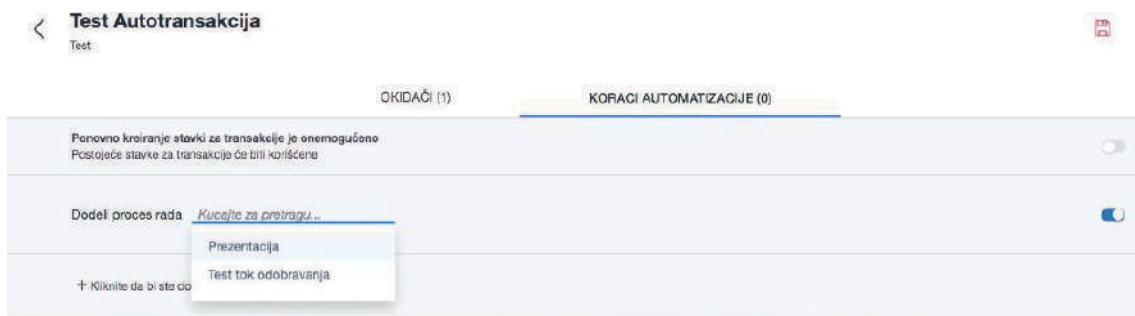 Test Autotransakcija
Test
OKIDAČI (1)
KORACI AUTOMATIZACIJE (0)
Ponovno kreiranje stavki za transakcije je onemogućeno
Postojeće stavke za transakcije će biti korišćene
Dodeli proces rada Kucajte za pretragu...
Prezentacija
Test tok odobravanja
+ Kliknite da bi ste do